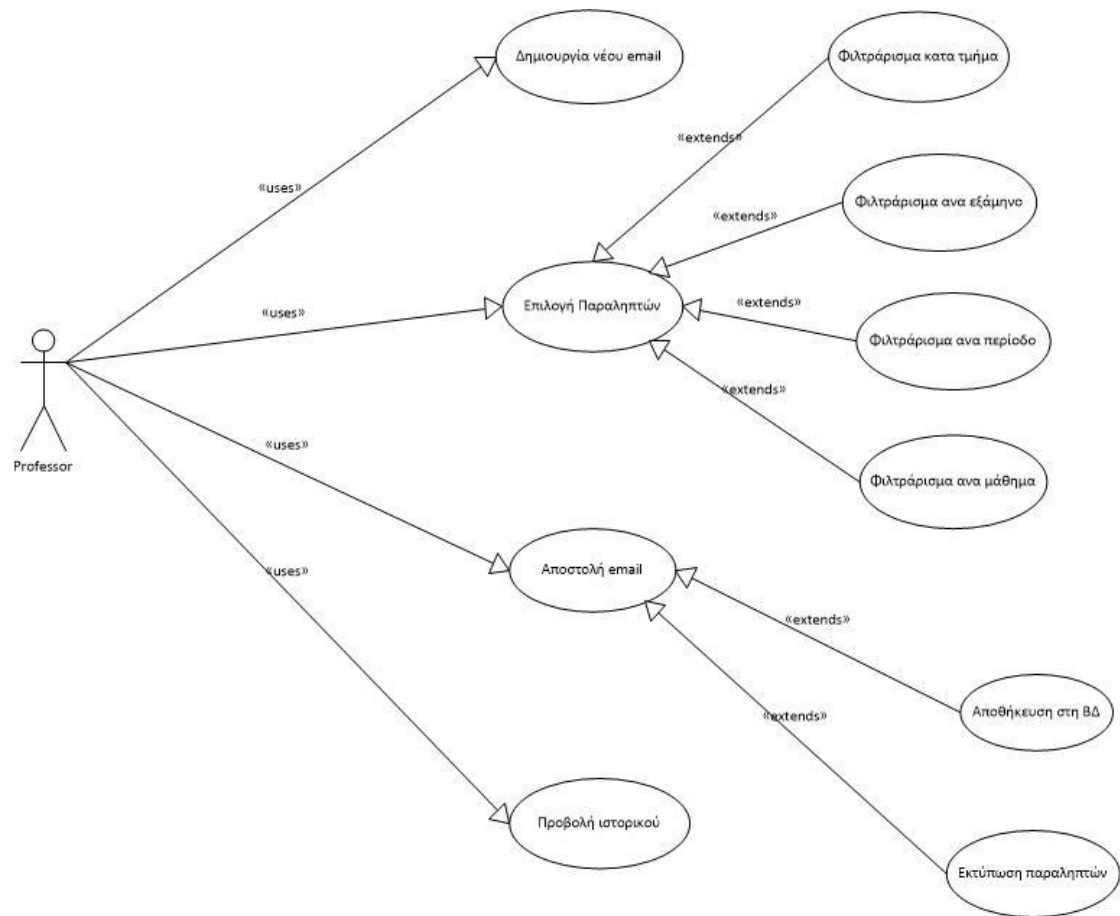 Δημιουργία νέου email
Φιλτράρισμα κατα τμήμα
«extends»
«uses»
Φιλτράρισμα ανα εξάμηνο
«extends»
Επιλογή Παραληπτών
«extends»
«uses»
Φιλτράρισμα ανα περίοδο
«extends»
Professor
«uses»
Φιλτράρισμα ανα μάθημα
Αποστολή email
«uses»
«extends»
Αποθήκευση στη ΒΔ
«extends»
Προβολή ιστορικού
Εκτύπωση παραληπτών